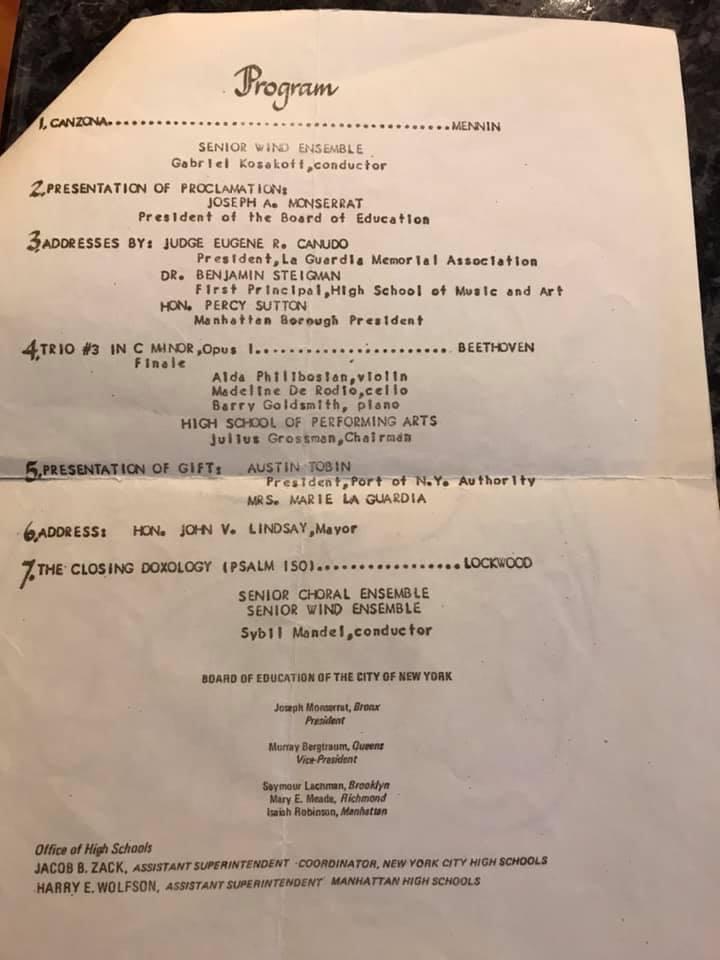 Program
1. CANZONA..............................................MENNIN
SENIOR WIND ENSEMBLE
Gabriel Kosakoff,conductor
2. PRESENTATION OF PROCLAMATION:
JOSEPH A. MONSERRAT
President of the Board of Education
3. ADDRESSES BY: JUDGE EUGENE R. CANUDO
President,La Guardia Memorial Association
DR. BENJAMIN STEIGMAN
First Principal,High School of Music and Art
HON. PERCY SUTTON
Manhattan Borough President
4. TRIO #3 IN C MINOR,Opus 1......................... BEETHOVEN
Finale
Aida Philibosian,violin
Madeline De Rodio,cello
Barry Goldsmith, piano
HIGH SCHOOL OF PERFORMING ARTS
Julius Grossman,Chairman
5. PRESENTATION OF GIFT: AUSTIN TOBIN
President,Port of N.Y. Authority
MRS. MARIE LA GUARDIA
6. ADDRESS: HON. JOHN V. LINDSAY,Mayor
7. THE CLOSING DOXOLOGY (PSALM 150)..................LOCKWOOD
SENIOR CHORAL ENSEMBLE
SENIOR WIND ENSEMBLE
Sybil Mandel,conductor
BOARD OF EDUCATION OF THE CITY OF NEW YORK
Joseph Monserrat, Bronx
President
Murray Bergtraum, Queens
Vice-President
Seymour Lachman, Brooklyn
Mary E. Meade, Richmond
Isaiah Robinson, Manhattan
Office of High Schools
JACOB B. ZACK, ASSISTANT SUPERINTENDENT - COORDINATOR, NEW YORK CITY HIGH SCHOOLS
HARRY E. WOLFSON, ASSISTANT SUPERINTENDENT MANHATTAN HIGH SCHOOLS